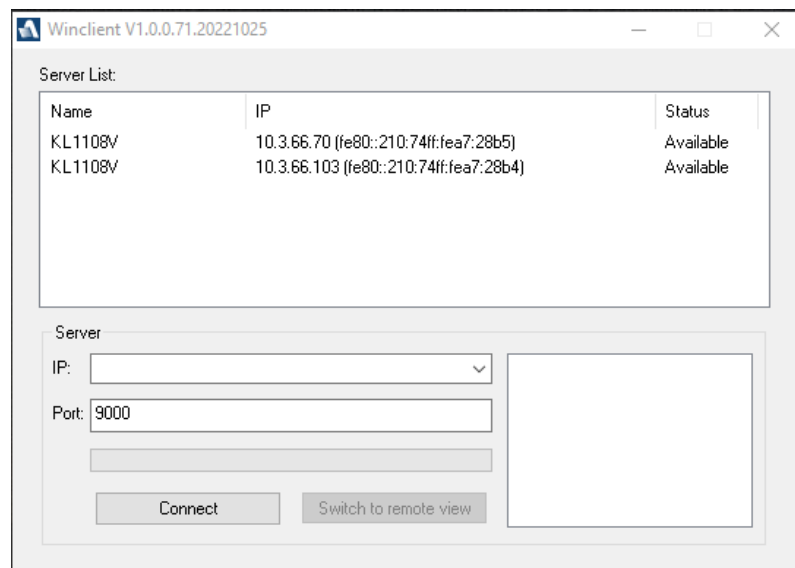 Winclient V1.0.0.71.20221025
Server List:
Name IP Status
KL1108V 10.3.66.70 (fe80::210:74ff:fea7:28b5) Available
KL1108V 10.3.66.103 (fe80::210:74ff:fea7:28b4) Available
Server
IP:
Port: 9000
Connect Switch to remote view